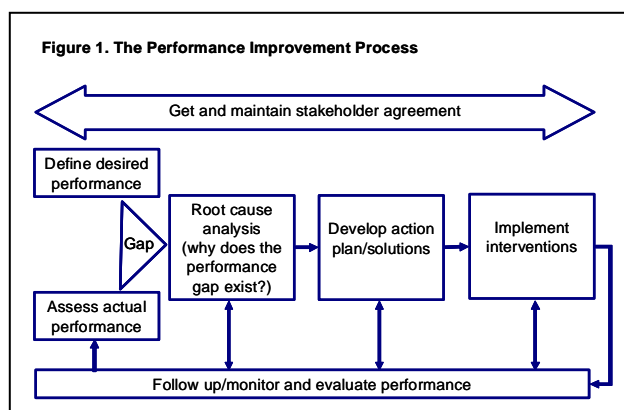 Figure 1. The Performance Improvement Process
Get and maintain stakeholder agreement
Define desired
performance
Gap
Assess actual
performance
Root cause
analysis
(why does the
performance
gap exist?)
Develop action
plan/solutions
Implement
interventions
Follow up/monitor and evaluate performance